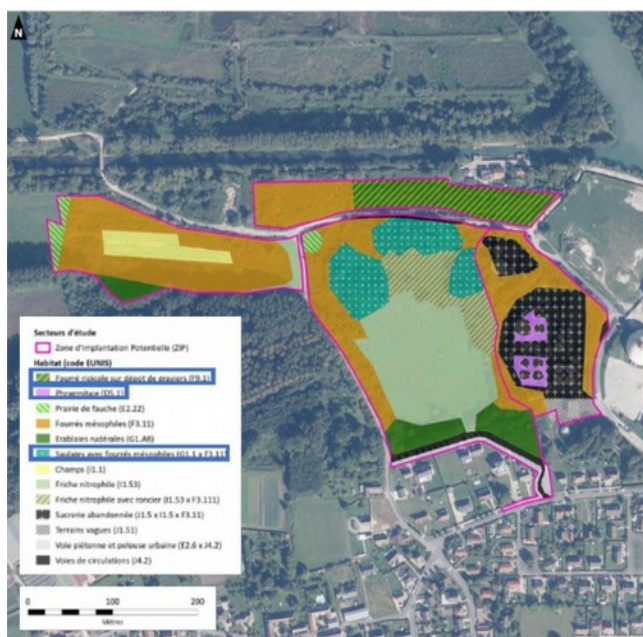 N
Secteurs d'étude
Zone d'Implantation Potentielle (ZIP)
Habitat (code EUNIS)
Fourré ripicole sur dépot de graviers (F9.1)
Phragmitaie (D5.1)
Prairie de fauche (E2.22)
Fourrés mésophiles (F3.11)
Erablaies rudérales (G1.A8)
Saulaies avec fourrés mésophiles (G1.1 x F3.11)
Champs (I1.1)
Friche nitrophile (I1.53)
Friche nitrophile avec roncier (I1.53 x F3.111)
Sucrerie abandonnée (J1.5 x I1.5 x F3.11)
Terrains vagues (J1.51)
Voie piétonne et pelouse urbaine (E2.6 x J4.2)
Voies de circulations (J4.2)
0 100 200
Mètres